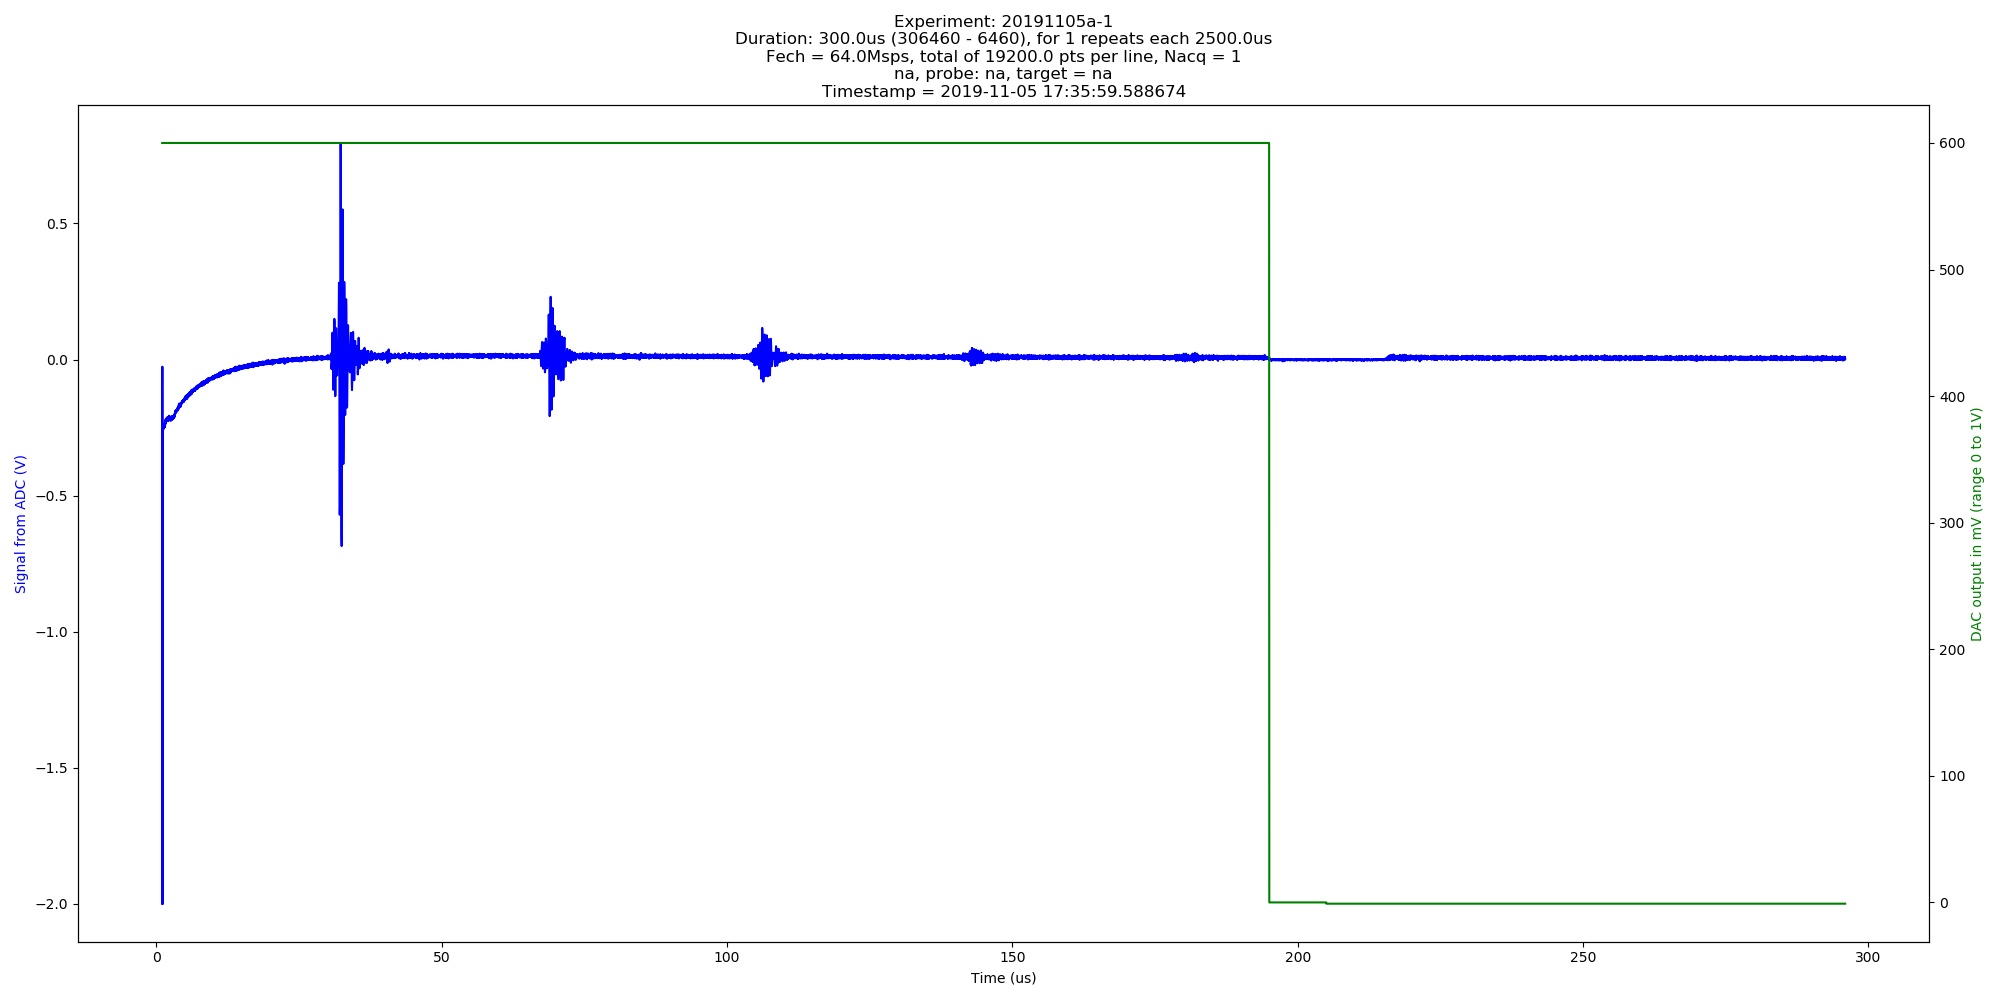 Experiment: 20191105a-1
Duration: 300.0us (306460 - 6460), for 1 repeats each 2500.0us
Fech = 64.0Msps, total of 19200.0 pts per line, Nacq = 1
na, probe: na, target = na
Timestamp = 2019-11-05 17:35:59.588674
Signal from ADC (V)
0.5
0.0
−0.5
−1.0
−1.5
−2.0
600
500
400
300
200
100
0
DAC output in mV (range 0 to 1V)
0 50 100 150 200 250 300
Time (us)